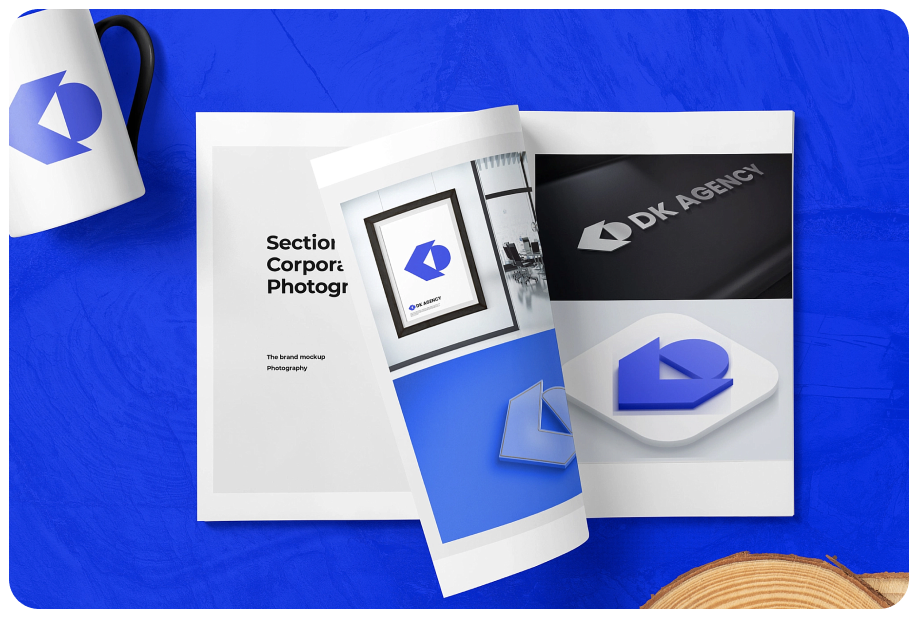 Section
Corpora
Photogr
The brand mockup
Photography
DK AGENCY
DK AGENCY